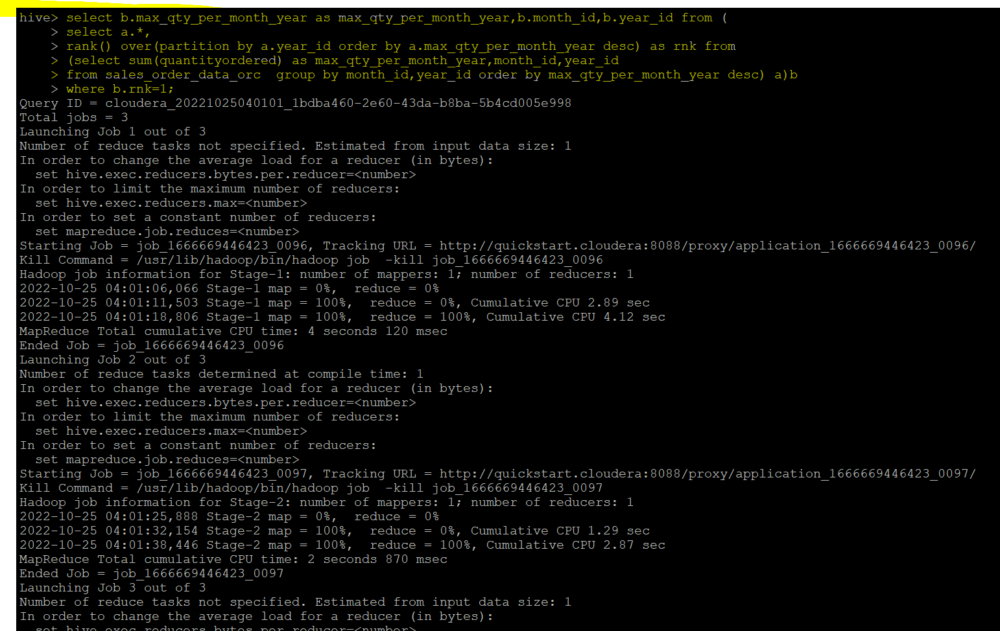 hive> select b.max_qty_per_month_year as max_qty_per_month_year,b.month_id,b.year_id from (
    > select a.*,
    > rank() over(partition by a.year_id order by a.max_qty_per_month_year desc) as rnk from
    > (select sum(quantityordered) as max_qty_per_month_year,month_id,year_id
    > from sales_order_data_orc  group by month_id,year_id order by max_qty_per_month_year desc) a)b
    > where b.rnk=1;
Query ID = cloudera_20221025040101_1bdba460-2e60-43da-b8ba-5b4cd005e998
Total jobs = 3
Launching Job 1 out of 3
Number of reduce tasks not specified. Estimated from input data size: 1
In order to change the average load for a reducer (in bytes):
  set hive.exec.reducers.bytes.per.reducer=<number>
In order to limit the maximum number of reducers:
  set hive.exec.reducers.max=<number>
In order to set a constant number of reducers:
  set mapreduce.job.reduces=<number>
Starting Job = job_1666669446423_0096, Tracking URL = http://quickstart.cloudera:8088/proxy/application_1666669446423_0096/
Kill Command = /usr/lib/hadoop/bin/hadoop job  -kill job_1666669446423_0096
Hadoop job information for Stage-1: number of mappers: 1; number of reducers: 1
2022-10-25 04:01:06,066 Stage-1 map = 0%,  reduce = 0%
2022-10-25 04:01:11,503 Stage-1 map = 100%,  reduce = 0%, Cumulative CPU 2.89 sec
2022-10-25 04:01:18,806 Stage-1 map = 100%,  reduce = 100%, Cumulative CPU 4.12 sec
MapReduce Total cumulative CPU time: 4 seconds 120 msec
Ended Job = job_1666669446423_0096
Launching Job 2 out of 3
Number of reduce tasks determined at compile time: 1
In order to change the average load for a reducer (in bytes):
  set hive.exec.reducers.bytes.per.reducer=<number>
In order to limit the maximum number of reducers:
  set hive.exec.reducers.max=<number>
In order to set a constant number of reducers:
  set mapreduce.job.reduces=<number>
Starting Job = job_1666669446423_0097, Tracking URL = http://quickstart.cloudera:8088/proxy/application_1666669446423_0097/
Kill Command = /usr/lib/hadoop/bin/hadoop job  -kill job_1666669446423_0097
Hadoop job information for Stage-2: number of mappers: 1; number of reducers: 1
2022-10-25 04:01:25,888 Stage-2 map = 0%,  reduce = 0%
2022-10-25 04:01:32,154 Stage-2 map = 100%,  reduce = 0%, Cumulative CPU 1.29 sec
2022-10-25 04:01:38,446 Stage-2 map = 100%,  reduce = 100%, Cumulative CPU 2.87 sec
MapReduce Total cumulative CPU time: 2 seconds 870 msec
Ended Job = job_1666669446423_0097
Launching Job 3 out of 3
Number of reduce tasks not specified. Estimated from input data size: 1
In order to change the average load for a reducer (in bytes):
  set hive.exec.reducers.bytes.per.reducer=<number>